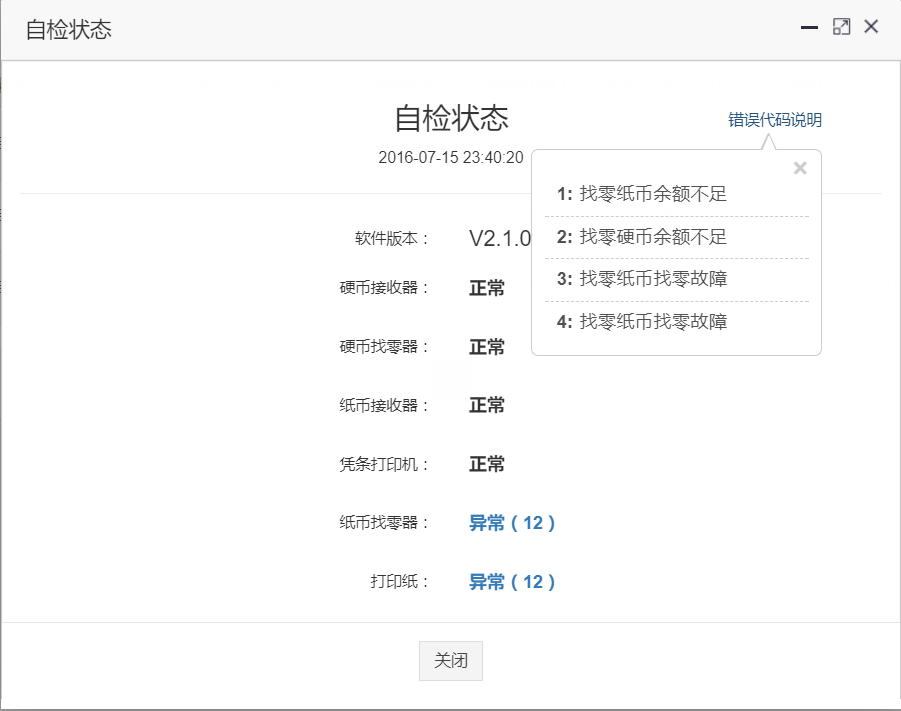 自检状态
自检状态
错误代码说明
2016-07-15 23:40:20
1: 找零纸币余额不足
2: 找零硬币余额不足
3: 找零纸币找零故障
4: 找零纸币找零故障
软件版本： V2.1.0
硬币接收器： 正常
硬币找零器： 正常
纸币接收器： 正常
凭条打印机： 正常
纸币找零器： 异常（12）
打印纸： 异常（12）
关闭